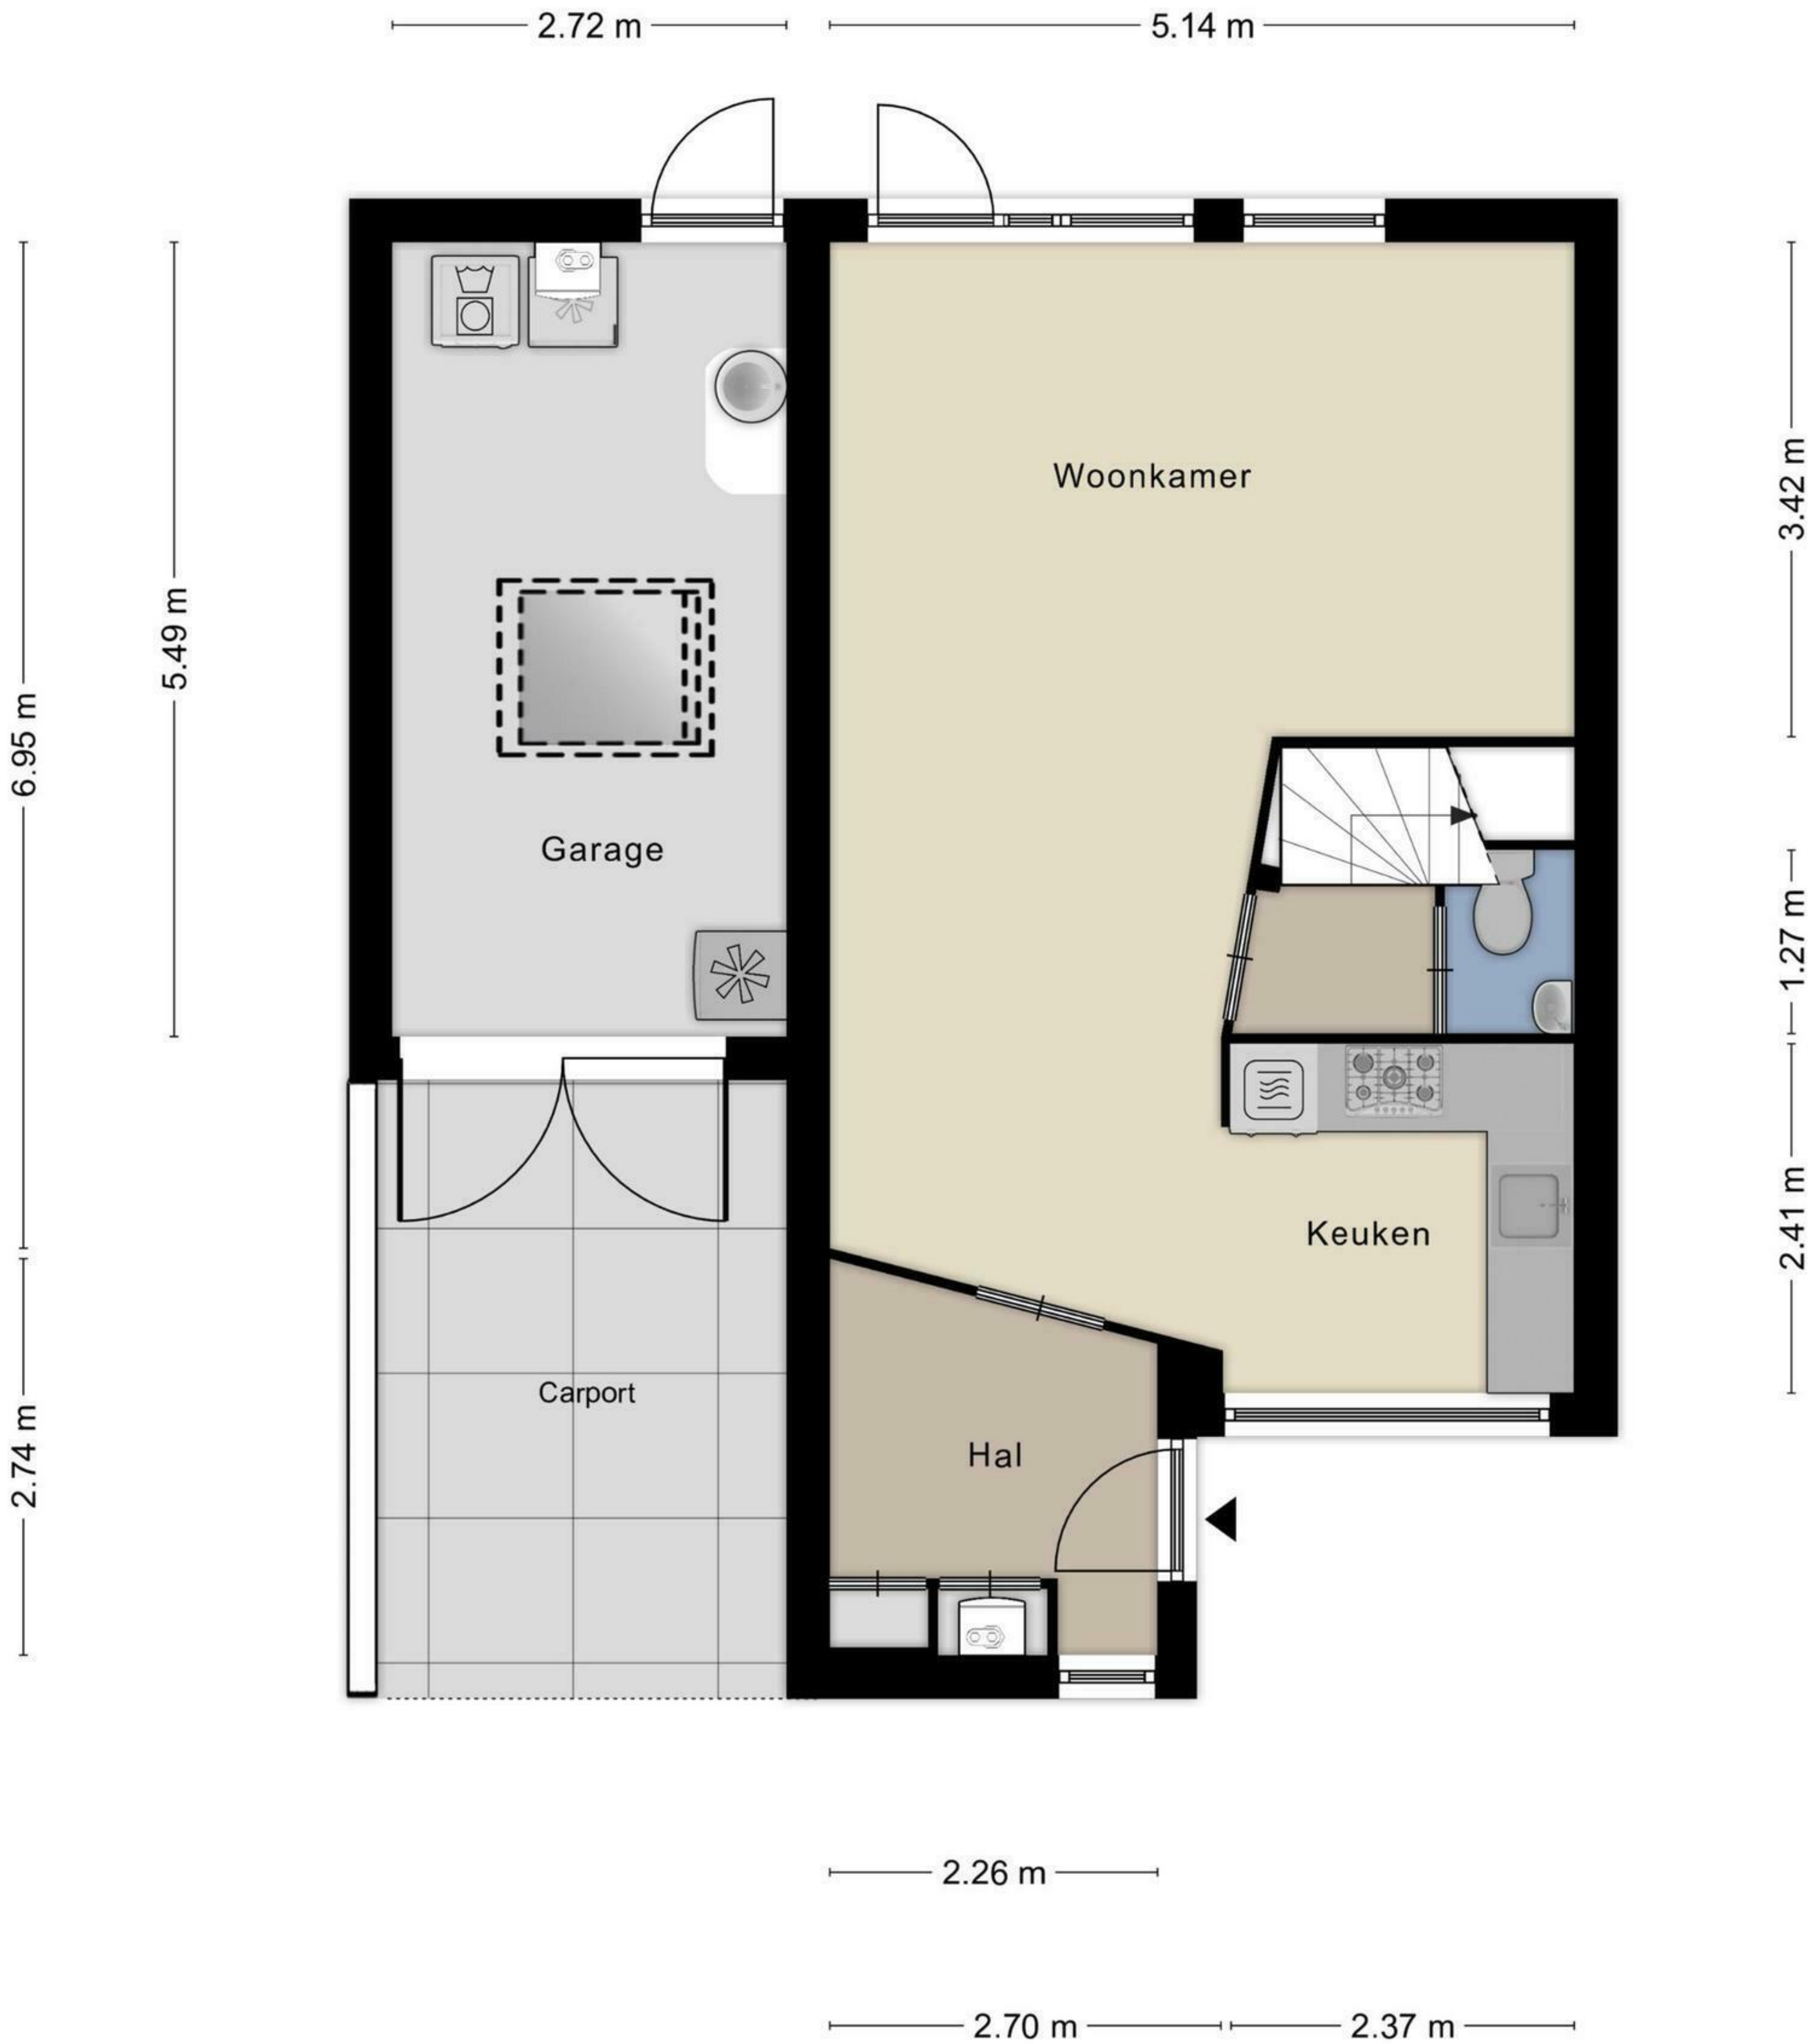 2.72 m
5.14 m
Woonkamer
3.42 m
5.49 m
6.95 m
Garage
1.27 m
2.41 m
Keuken
Carport
2.74 m
Hal
2.26 m
2.70 m
2.37 m